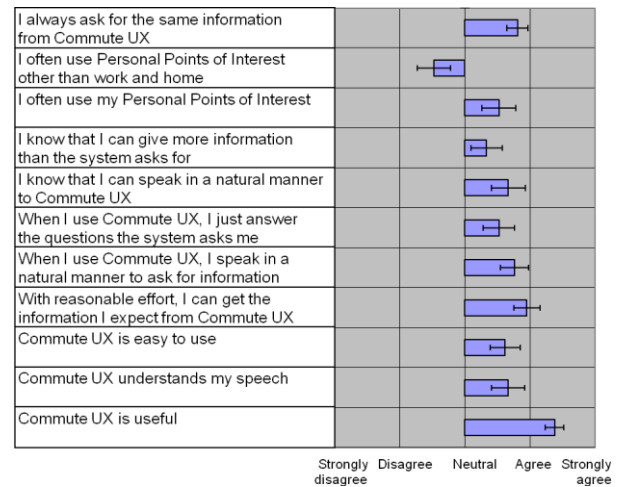 I always ask for the same information
from Commute UX
I often use Personal Points of Interest
other than work and home
I often use my Personal Points of Interest
I know that I can give more information
than the system asks for
I know that I can speak in a natural manner
to Commute UX
When I use Commute UX, I just answer
the questions the system asks me
When I use Commute UX, I speak in a
natural manner to ask for information
With reasonable effort, I can get the
information I expect from Commute UX
Commute UX is easy to use
Commute UX understands my speech
Commute UX is useful
Strongly Disagree Neutral Agree Strongly
disagree agree